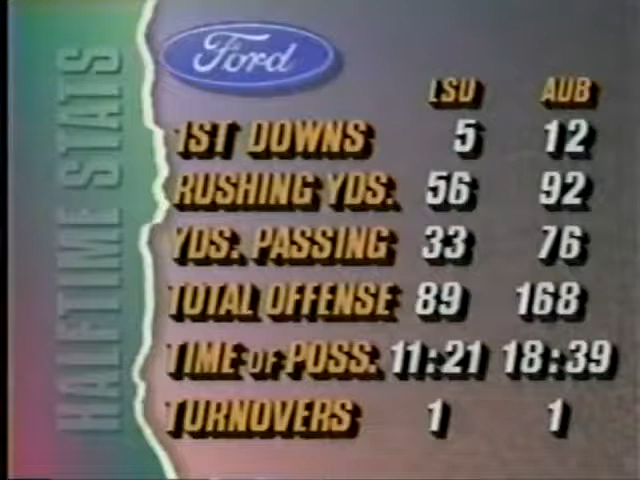 HALFTIME STATS
Ford
LSU AUB
1ST DOWNS 5 12
RUSHING YDS. 56 92
YDS. PASSING 33 76
TOTAL OFFENSE 89 168
TIME OF POSS. 11:21 18:39
TURNOVERS 1 1